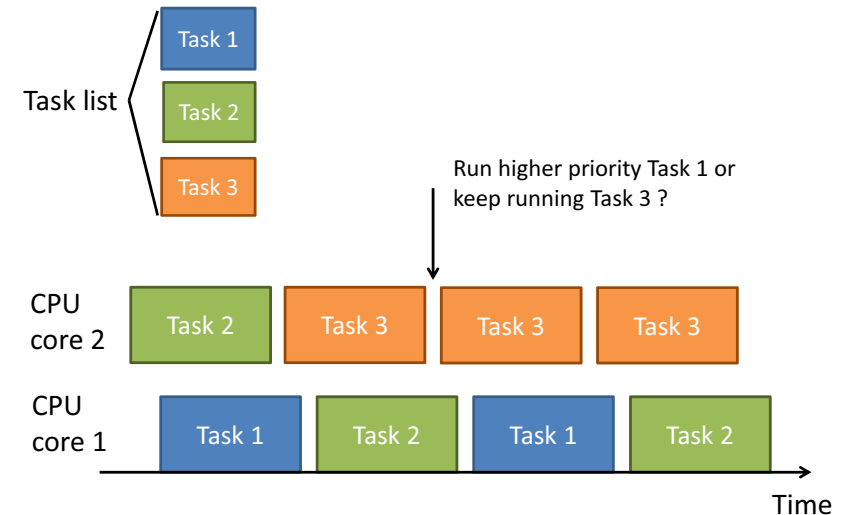 Task 1
Task list
Task 2
Task 3
Run higher priority Task 1 or
keep running Task 3 ?
CPU
core 2
Task 2
Task 3
Task 3
Task 3
CPU
core 1
Task 1
Task 2
Task 1
Task 2
Time